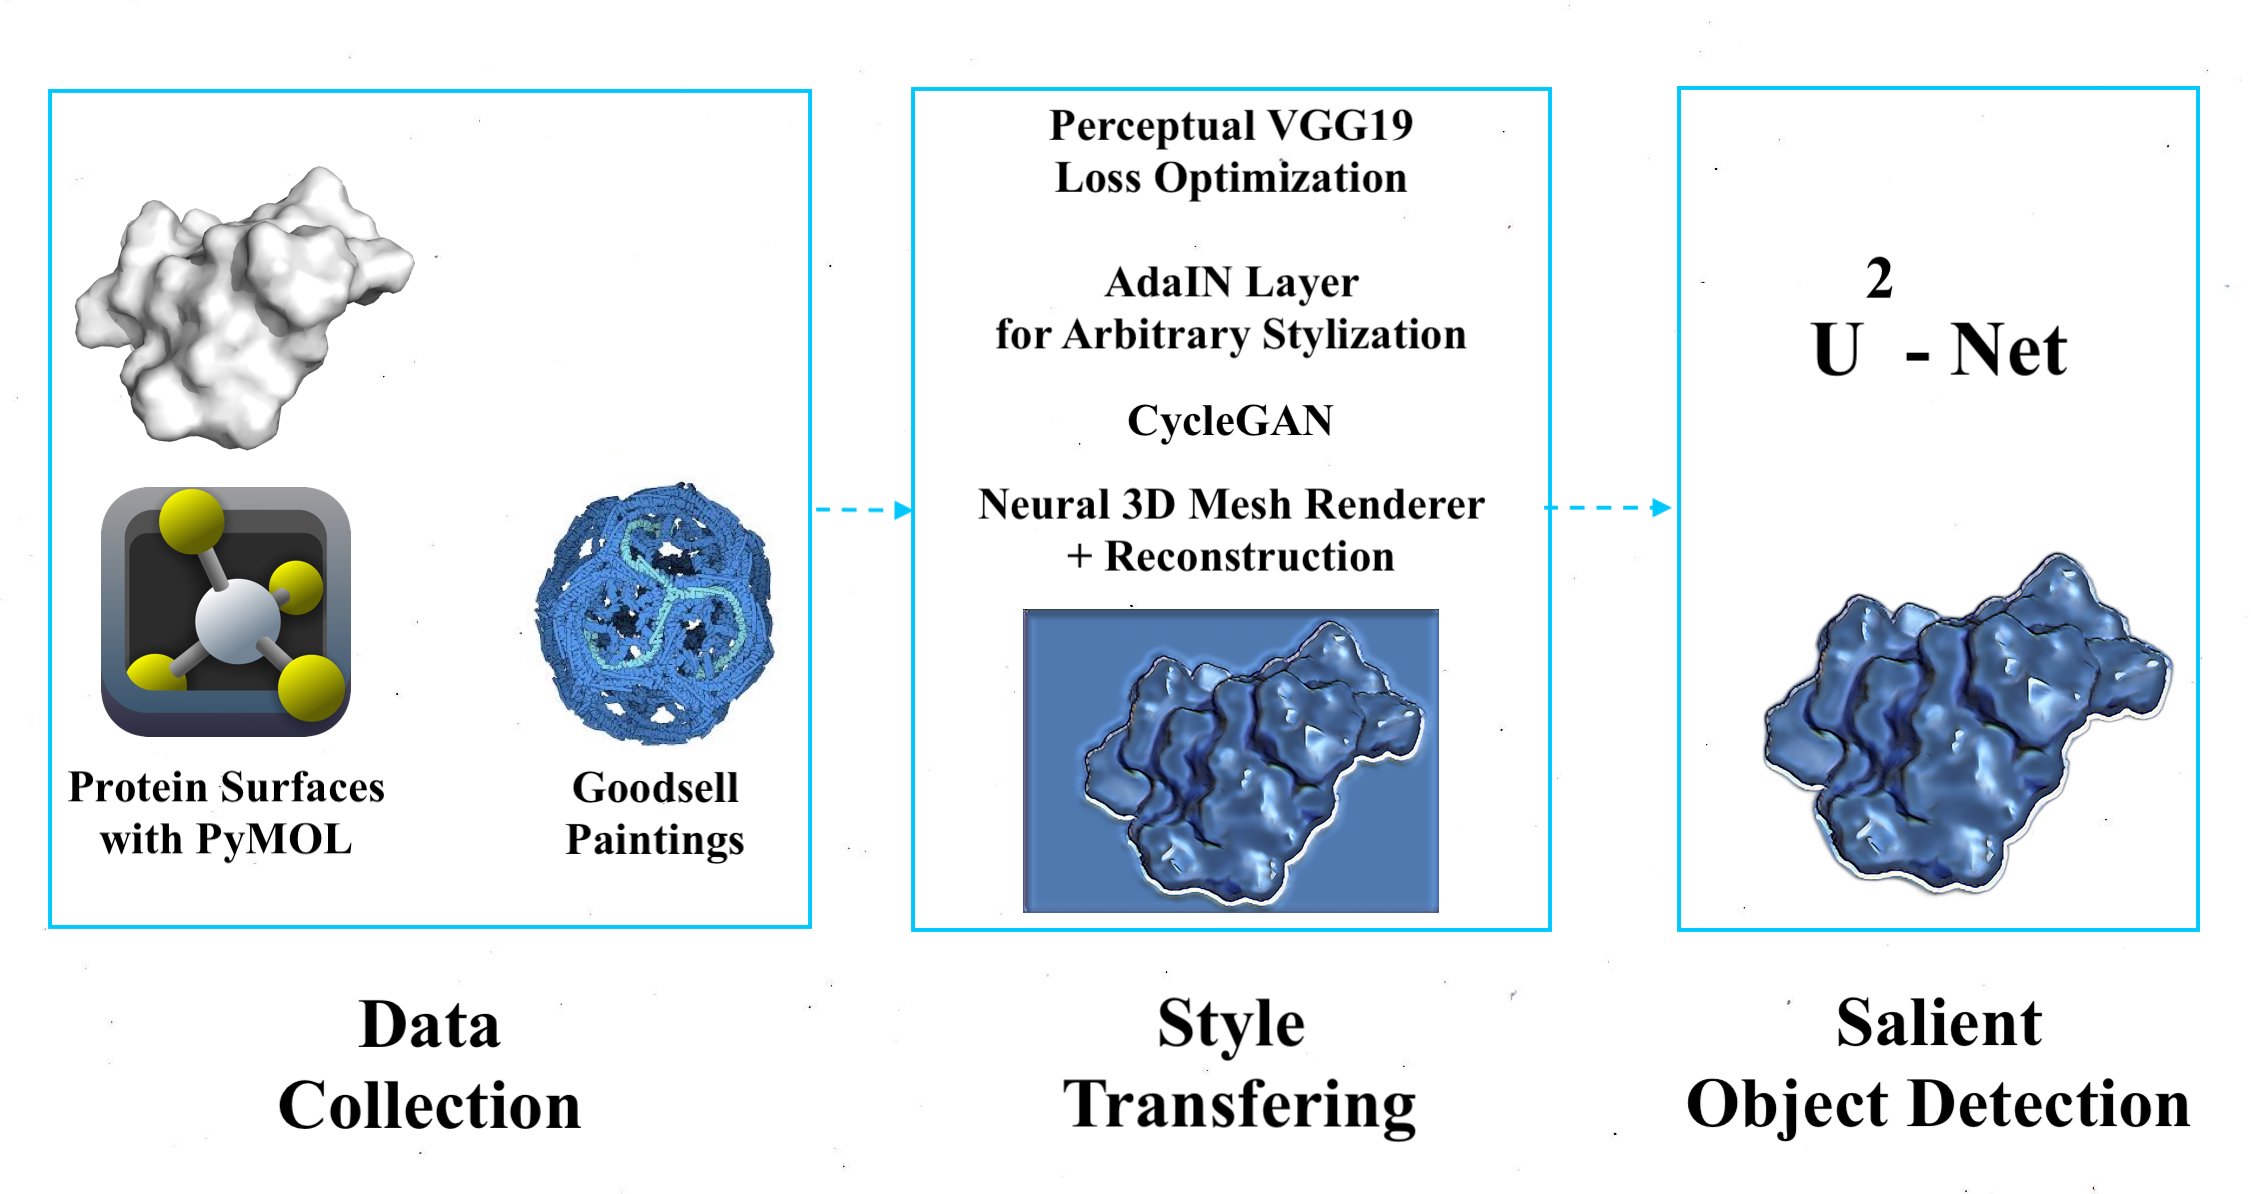 Protein Surfaces
with PyMOL
Goodsell
Paintings
Data
Collection
Perceptual VGG19
Loss Optimization
AdaIN Layer
for Arbitrary Stylization
CycleGAN
Neural 3D Mesh Renderer
+ Reconstruction
Style
Transfering
U² - Net
Salient
Object Detection